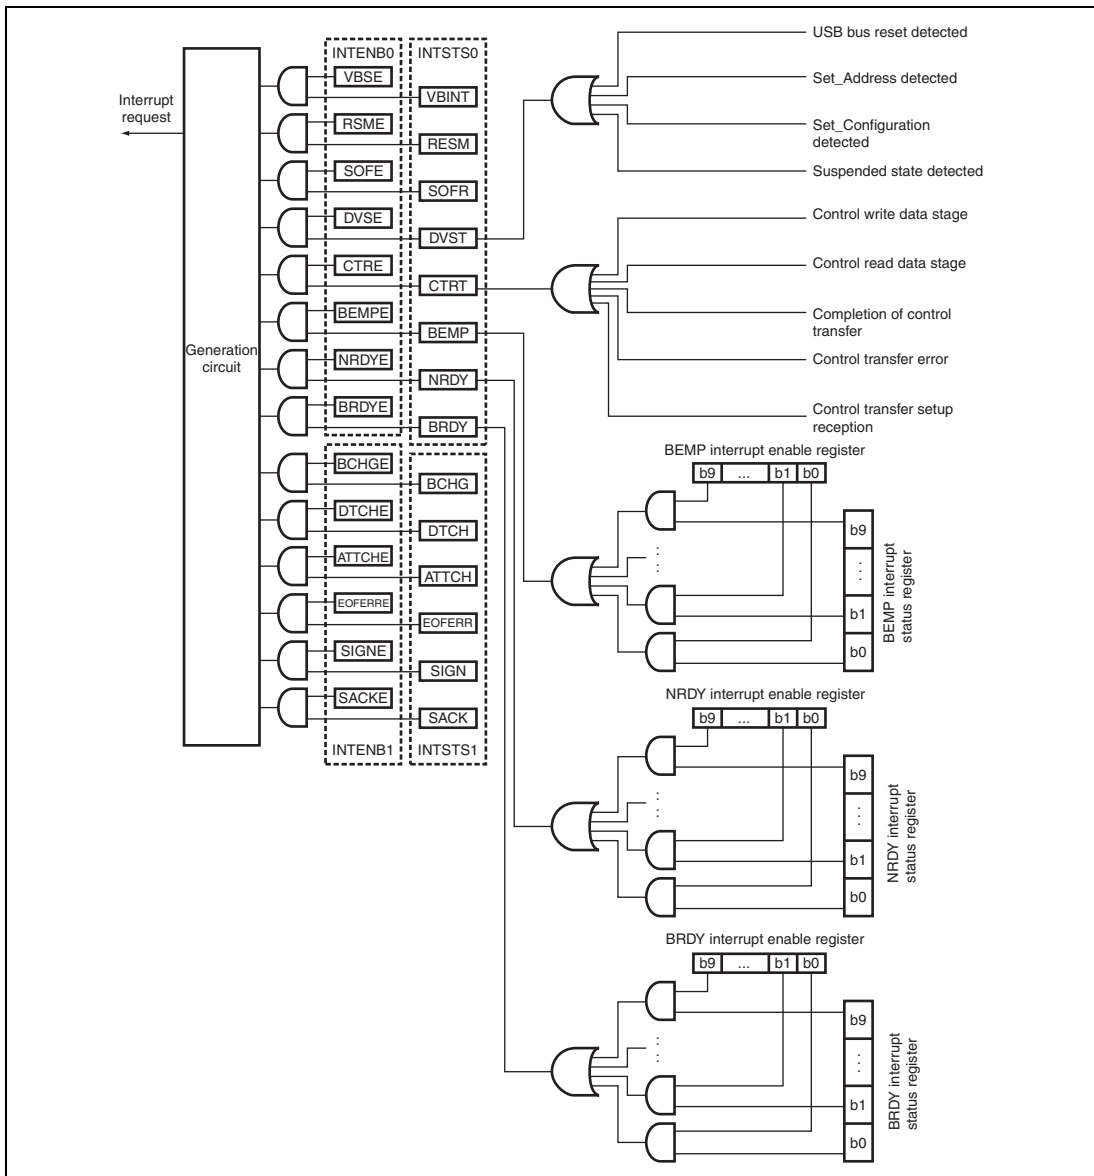 INTENB0
INTSTS0
VBSE
VBINT
RSME
RESM
SOFE
SOFR
DVSE
DVST
CTRE
CTRT
BEMPE
BEMP
NRDYE
NRDY
BRDYE
BRDY
BCHGE
BCHG
DTCHE
DTCH
ATTCHE
ATTCH
EOFERRE
EOFERR
SIGNE
SIGN
SACKE
SACK
INTENB1
INTSTS1
Interrupt
request
Generation
circuit
USB bus reset detected
Set_Address detected
Set_Configuration
detected
Suspended state detected
Control write data stage
Control read data stage
Completion of control
transfer
Control transfer error
Control transfer setup
reception
BEMP interrupt enable register
b9 ... b1 b0
b9
...
b1
b0
BEMP interrupt
status register
NRDY interrupt enable register
b9 ... b1 b0
b9
...
b1
b0
NRDY interrupt
status register
BRDY interrupt enable register
b9 ... b1 b0
b9
...
b1
b0
BRDY interrupt
status register